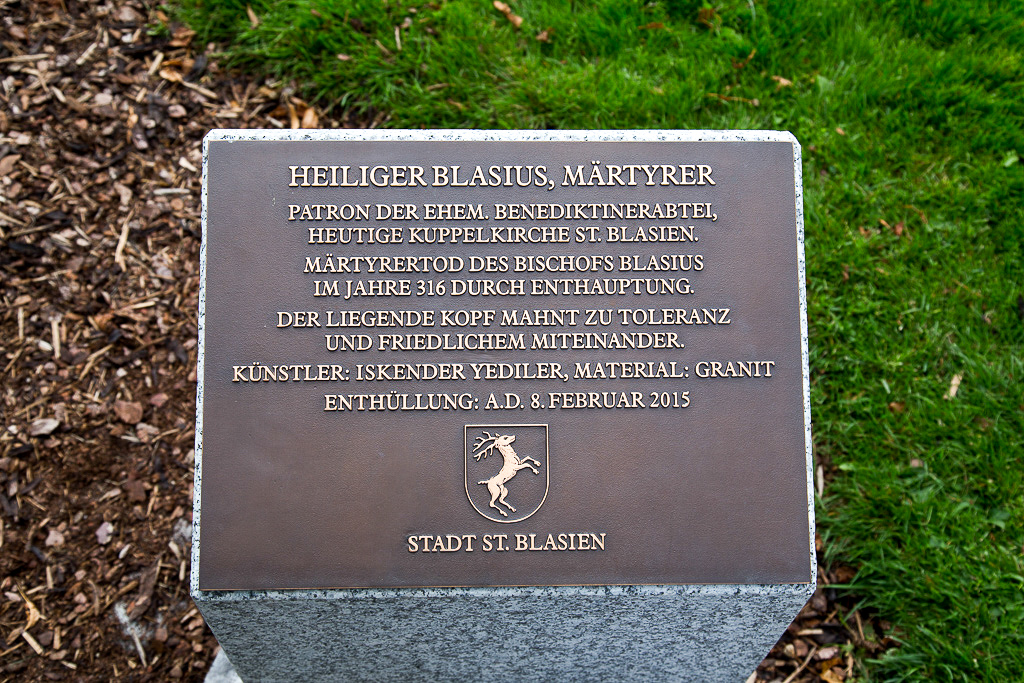 HEILIGER BLASIUS, MÄRTYRER
PATRON DER EHEM. BENEDIKTINERABTEI,
HEUTIGE KUPPELKIRCHE ST. BLASIEN.
MÄRTYRERTOD DES BISCHOFS BLASIUS
IM JAHRE 316 DURCH ENTHAUPTUNG.
DER LIEGENDE KOPF MAHNT ZU TOLERANZ
UND FRIEDLICHEM MITEINANDER.
KÜNSTLER: ISKENDER YEDILER, MATERIAL: GRANIT
ENTHÜLLUNG: A.D. 8. FEBRUAR 2015
STADT ST. BLASIEN